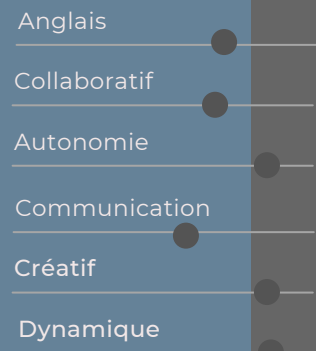 Anglais
Collaboratif
Autonomie
Communication
Créatif
Dynamique